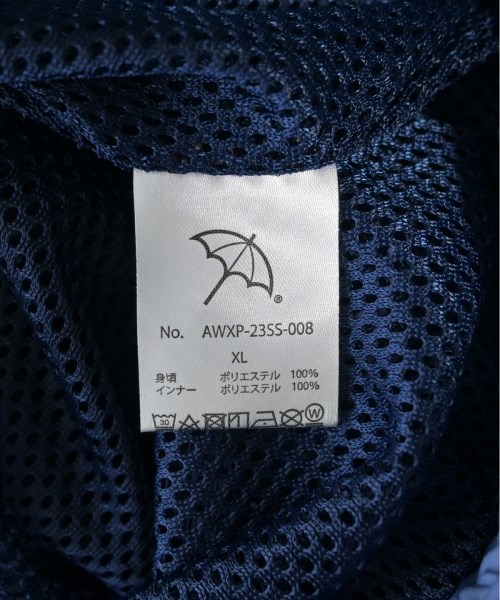 ®
No. AWXP-23SS-008
XL
身頃 ポリエステル 100%
インナー ポリエステル 100%
30 W